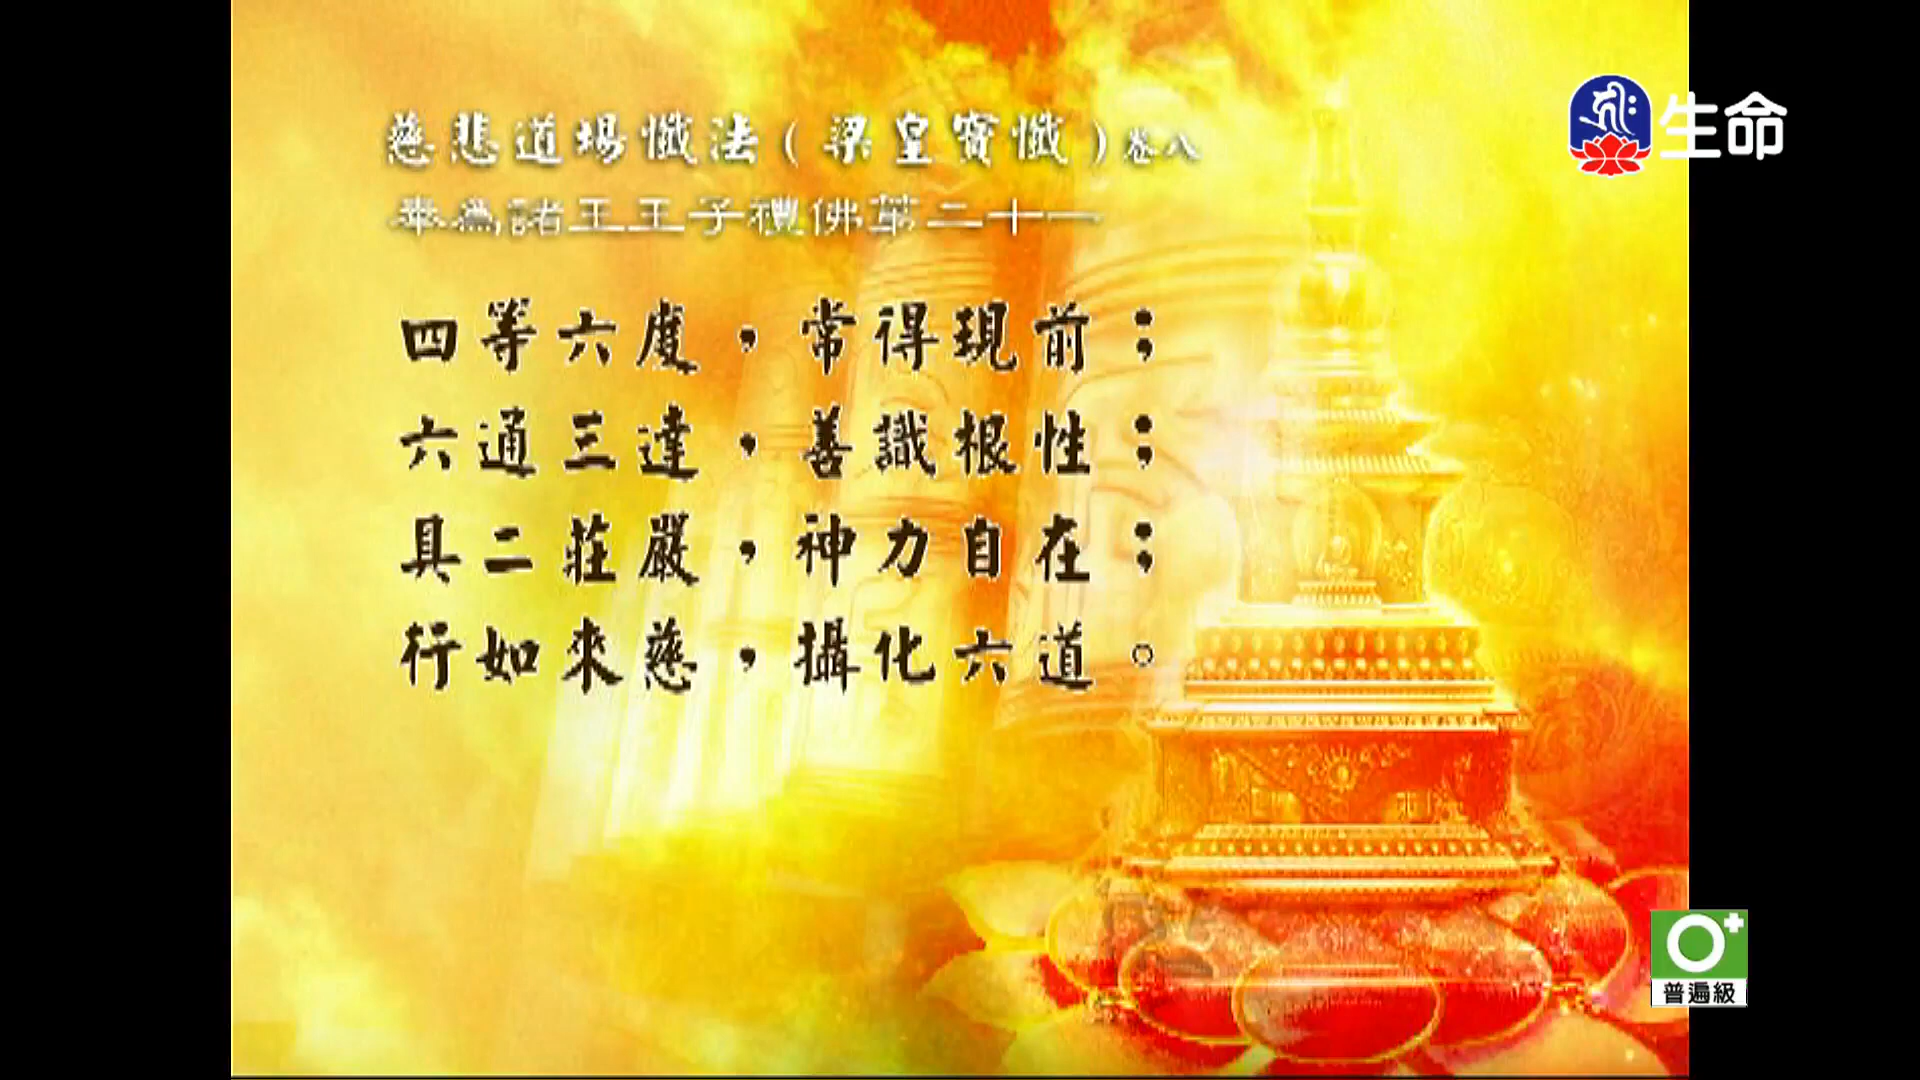 慈悲道場懺法(梁皇寶懺)卷八
奉為諸王王子禮佛第二十一
四等六度,常得現前;
六通三達,善識根性;
具二莊嚴,神力自在;
行如來慈,攝化六道。
生命
普遍級